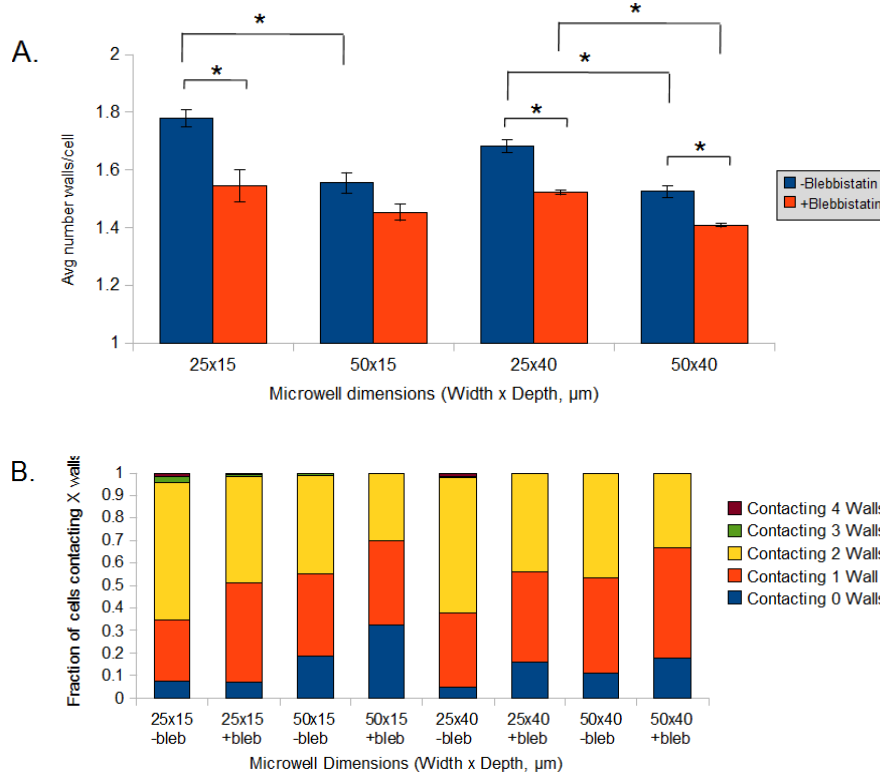 A.
*
*
*
*
*
*
2
1.8
1.6
1.4
1.2
1
Avg number walls/cell
25x15
50x15
25x40
50x40
Microwell dimensions (Width x Depth, µm)
-Blebbistatin
+Blebbistatin
B.
Fraction of cells contacting X walls
1
0.9
0.8
0.7
0.6
0.5
0.4
0.3
0.2
0.1
0
25x15 -bleb
25x15 +bleb
50x15 -bleb
50x15 +bleb
25x40 -bleb
25x40 +bleb
50x40 -bleb
50x40 +bleb
Microwell Dimensions (Width x Depth, µm)
Contacting 4 Walls
Contacting 3 Walls
Contacting 2 Walls
Contacting 1 Wall
Contacting 0 Walls